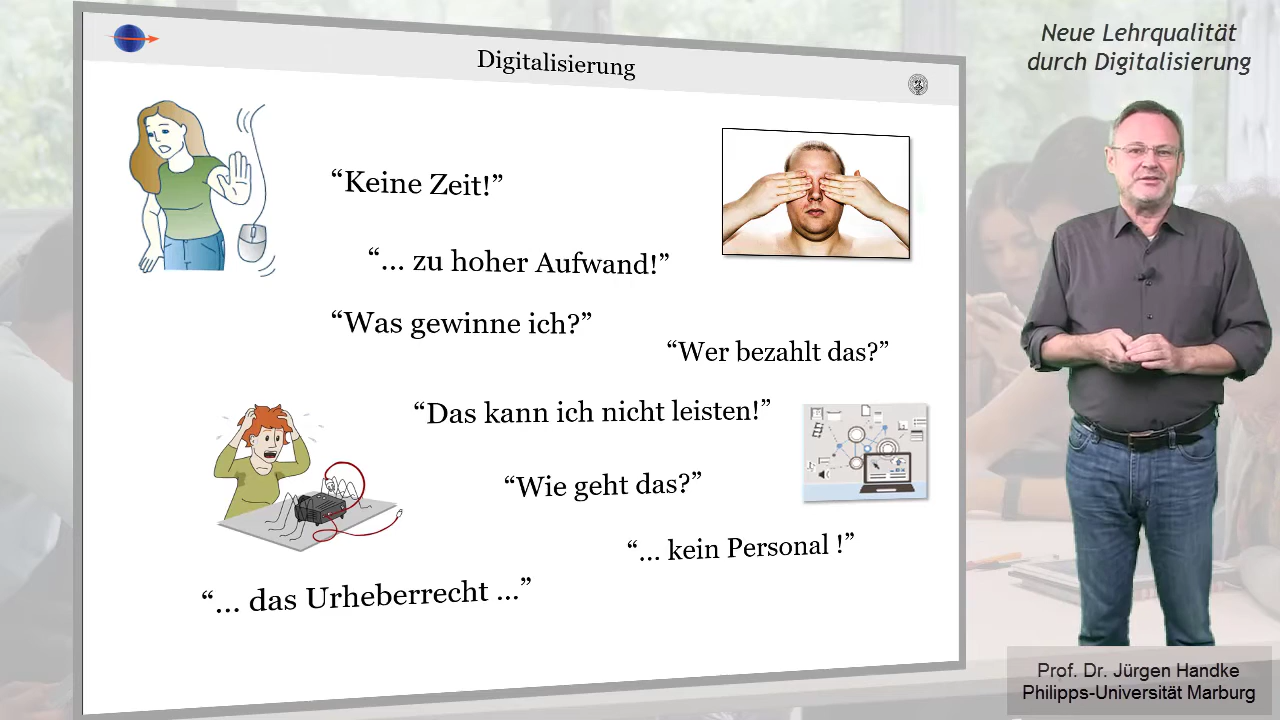 Digitalisierung
“Keine Zeit!”
“... zu hoher Aufwand!”
“Was gewinne ich?”
“Wer bezahlt das?”
“Das kann ich nicht leisten!”
“Wie geht das?”
“... kein Personal !”
“... das Urheberrecht ...”
Neue Lehrqualität
durch Digitalisierung
Prof. Dr. Jürgen Handke
Philipps-Universität Marburg